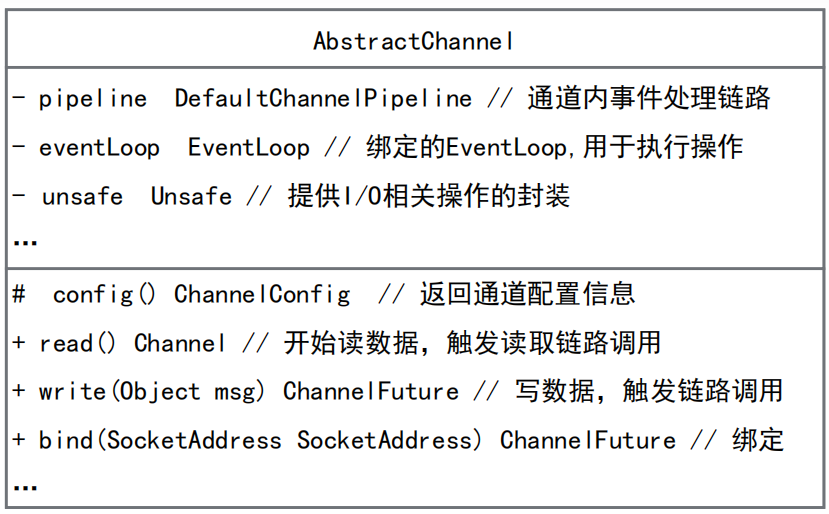 AbstractChannel
- pipeline DefaultChannelPipeline // 通道内事件处理链路
- eventLoop EventLoop // 绑定的EventLoop,用于执行操作
- unsafe Unsafe // 提供I/O相关操作的封装
…
# config() ChannelConfig // 返回通道配置信息
+ read() Channel // 开始读数据，触发读取链路调用
+ write(Object msg) ChannelFuture // 写数据，触发链路调用
+ bind(SocketAddress SocketAddress) ChannelFuture // 绑定
…